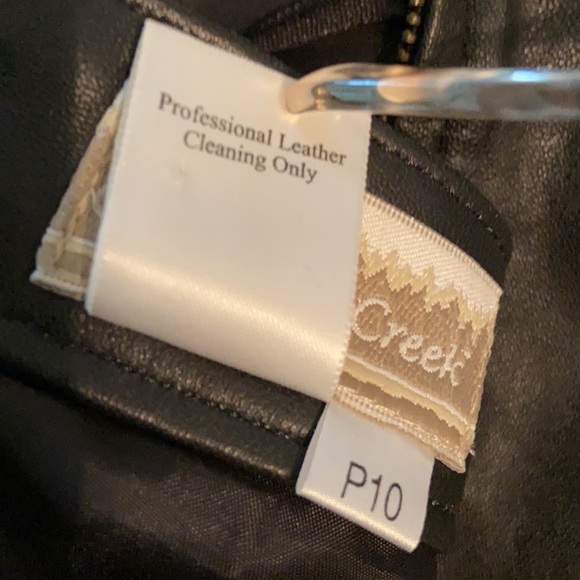 Professional Leather
Cleaning Only
Creek
P10